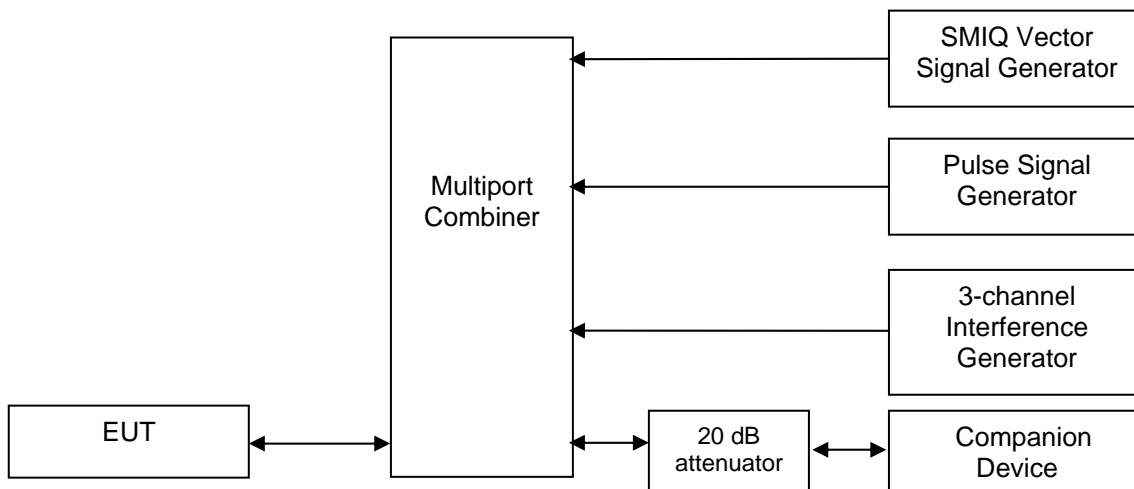 SMIQ Vector
Signal Generator
Pulse Signal
Generator
Multiport
Combiner
3-channel
Interference
Generator
EUT
20 dB
attenuator
Companion
Device